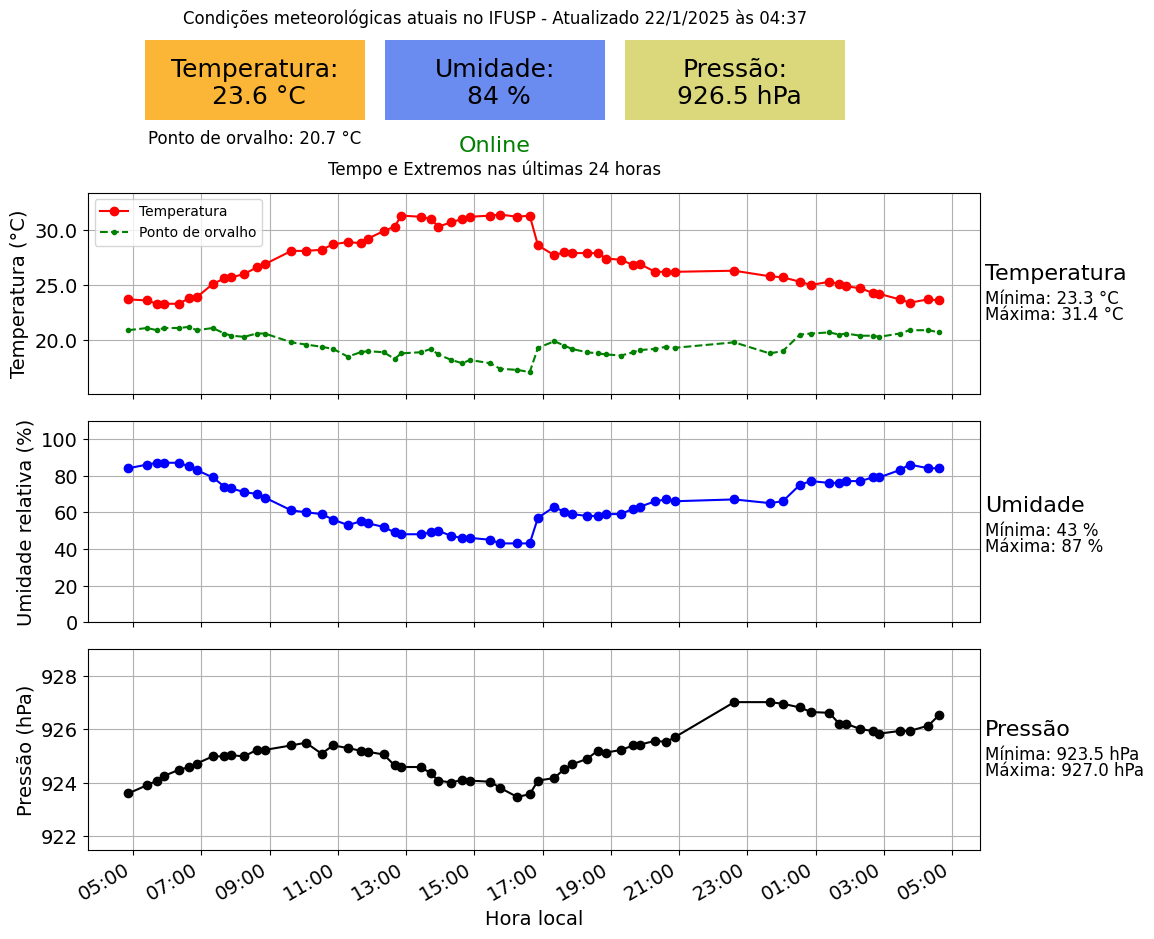 Condições meteorológicas atuais no IFUSP - Atualizado 22/1/2025 às 04:37
Temperatura:
23.6 °C
Umidade:
84 %
Pressão:
926.5 hPa
Ponto de orvalho: 20.7 °C
Online
Tempo e Extremos nas últimas 24 horas
Temperatura (°C)
30.0
25.0
20.0
Temperatura
Ponto de orvalho
Temperatura
Mínima: 23.3 °C
Máxima: 31.4 °C
Umidade relativa (%)
100
80
60
40
20
0
Umidade
Mínima: 43 %
Máxima: 87 %
Pressão (hPa)
928
926
924
922
Pressão
Mínima: 923.5 hPa
Máxima: 927.0 hPa
05:00 07:00 09:00 11:00 13:00 15:00 17:00 19:00 21:00 23:00 01:00 03:00 05:00
Hora local